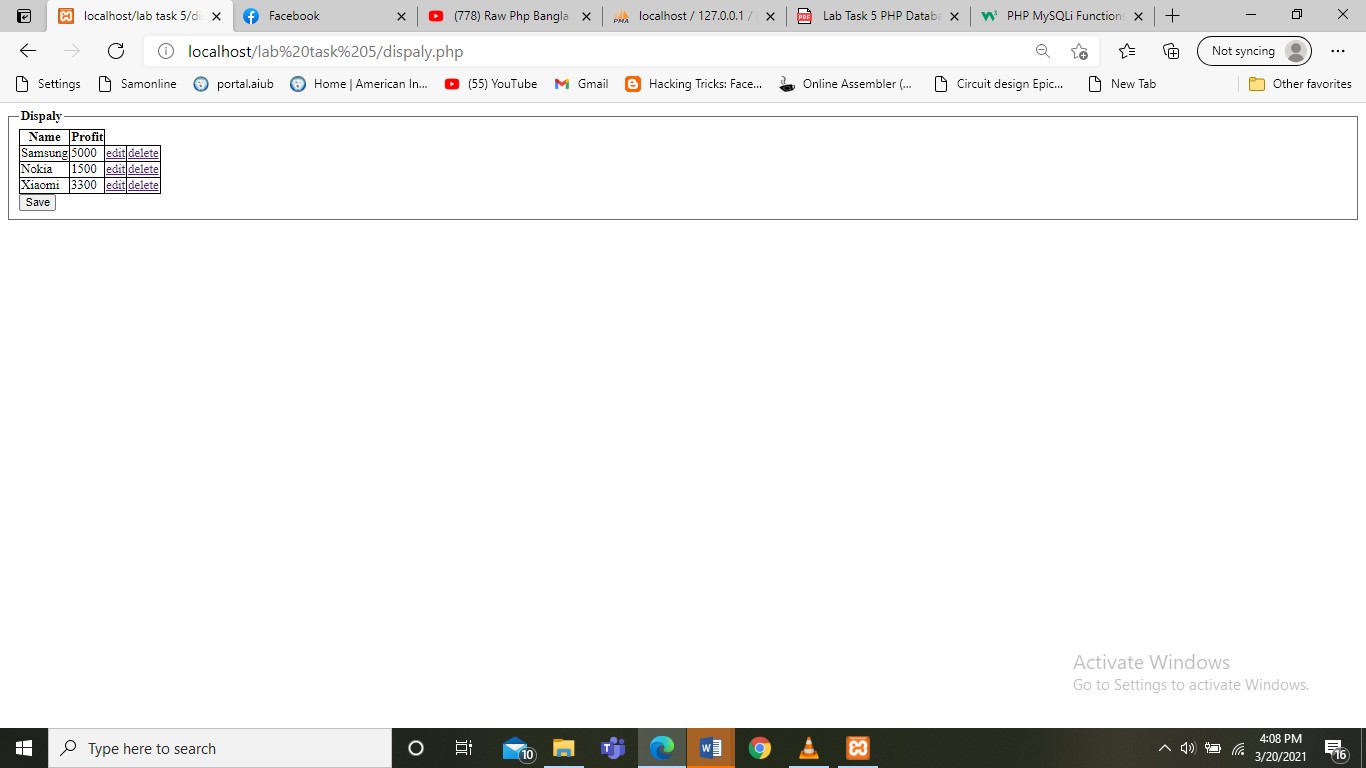 localhost/lab task 5/di
Facebook
(778) Raw Php Bangla
localhost / 127.0.0.1 /
Lab Task 5 PHP Databa
PHP MySQLi Functions
localhost/lab%20task%205/dispaly.php
Not syncing
Settings
Samonline
portal.aiub
Home | American In...
(55) YouTube
Gmail
Hacking Tricks: Face...
Online Assembler (...
Circuit design Epic...
New Tab
Other favorites
Dispaly
Name Profit
Samsung 5000 edit delete
Nokia 1500 edit delete
Xiaomi 3300 edit delete
Save
Activate Windows
Go to Settings to activate Windows.
Type here to search
10
4:08 PM
3/20/2021
16